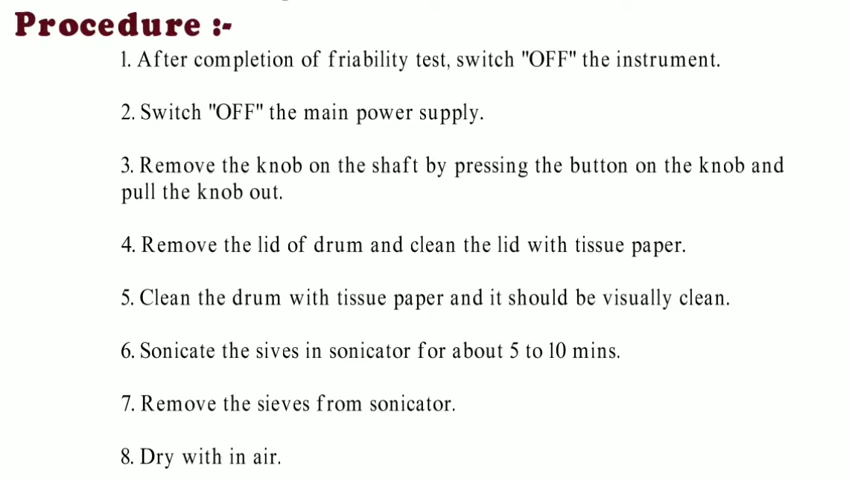 Procedure :-
1. After completion of friability test, switch "OFF" the instrument.
2. Switch "OFF" the main power supply.
3. Remove the knob on the shaft by pressing the button on the knob and
pull the knob out.
4. Remove the lid of drum and clean the lid with tissue paper.
5. Clean the drum with tissue paper and it should be visually clean.
6. Sonicate the sives in sonicator for about 5 to 10 mins.
7. Remove the sieves from sonicator.
8. Dry with in air.